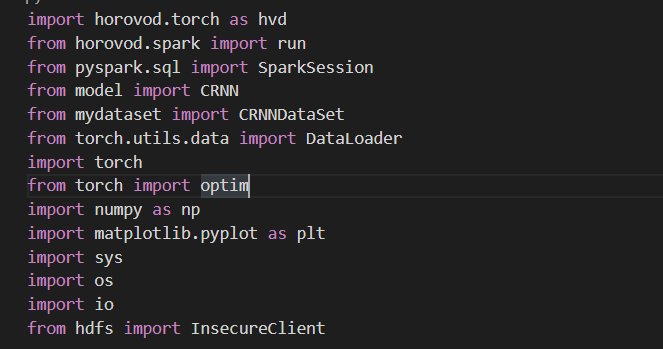 import horovod.torch as hvd
from horovod.spark import run
from pyspark.sql import SparkSession
from model import CRNN
from mydataset import CRNNDataSet
from torch.utils.data import DataLoader
import torch
from torch import optim
import numpy as np
import matplotlib.pyplot as plt
import sys
import os
import io
from hdfs import InsecureClient